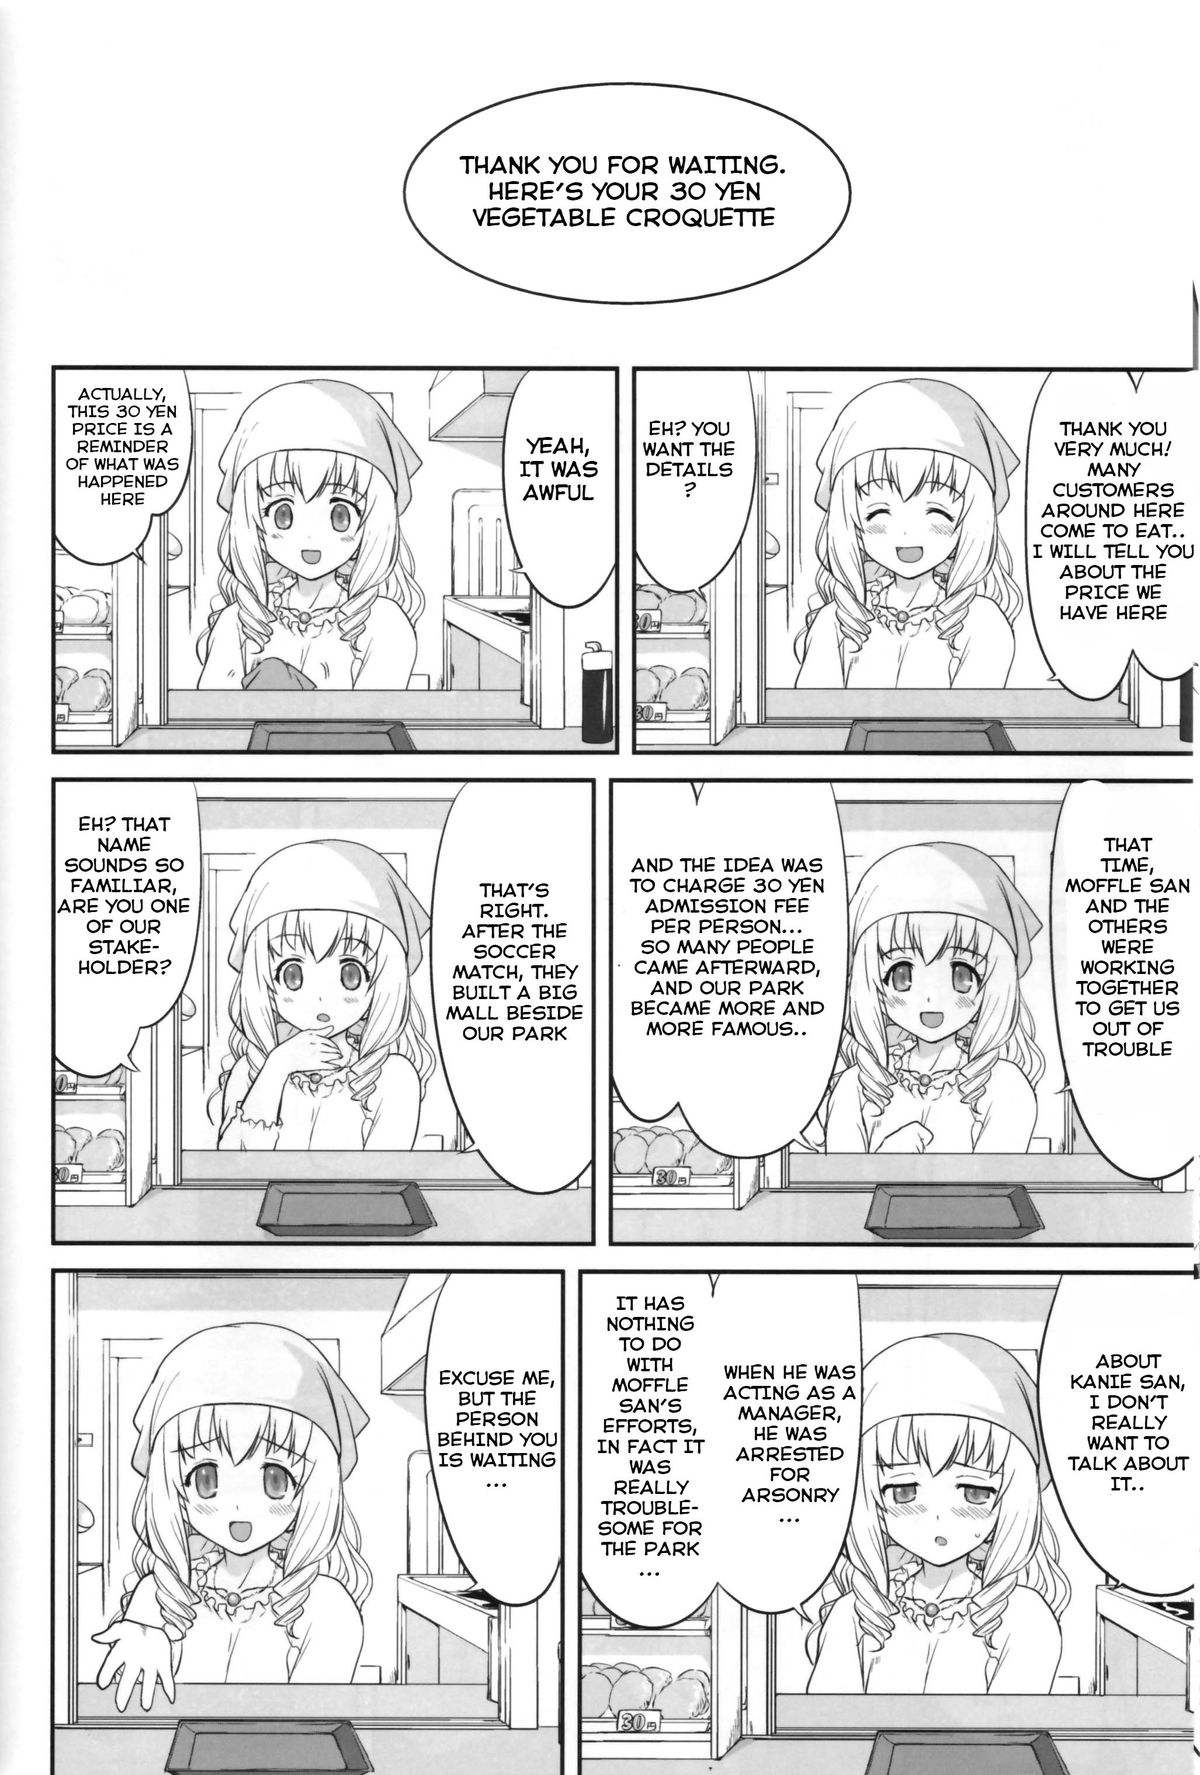 THANK YOU FOR WAITING.
HERE'S YOUR 30 YEN
VEGETABLE CROQUETTE
THANK YOU
VERY MUCH!
MANY
CUSTOMERS
AROUND HERE
COME TO EAT..
I WILL TELL YOU
ABOUT THE
PRICE WE
HAVE HERE
EH? YOU
WANT THE
DETAILS
?
30
30円
YEAH,
IT WAS
AWFUL
ACTUALLY,
THIS 30 YEN
PRICE IS A
REMINDER
OF WHAT WAS
HAPPENED
HERE
円
THAT
TIME,
MOFFLE SAN
AND THE
OTHERS
WERE
WORKING
TOGETHER
TO GET US
OUT OF
TROUBLE
AND THE IDEA WAS
TO CHARGE 30 YEN
ADMISSION FEE
PER PERSON...
SO MANY PEOPLE
CAME AFTERWARD,
AND OUR PARK
BECAME MORE AND
MORE FAMOUS..
30円
THAT'S
RIGHT.
AFTER THE
SOCCER
MATCH, THEY
BUILT A BIG
MALL BESIDE
OUR PARK
EH? THAT
NAME
SOUNDS SO
FAMILIAR,
ARE YOU ONE
OF OUR
STAKE-
HOLDER?
30円
ABOUT
KANIE SAN,
I DON'T
REALLY
WANT TO
TALK ABOUT
IT..
WHEN HE WAS
ACTING AS A
MANAGER,
HE WAS
ARRESTED
FOR
ARSONRY
...
IT HAS
NOTHING
TO DO
WITH
MOFFLE
SAN'S
EFFORTS,
IN FACT IT
WAS
REALLY
TROUBLE-
SOME FOR
THE PARK
...
30円
EXCUSE ME,
BUT THE
PERSON
BEHIND YOU
IS WAITING
...